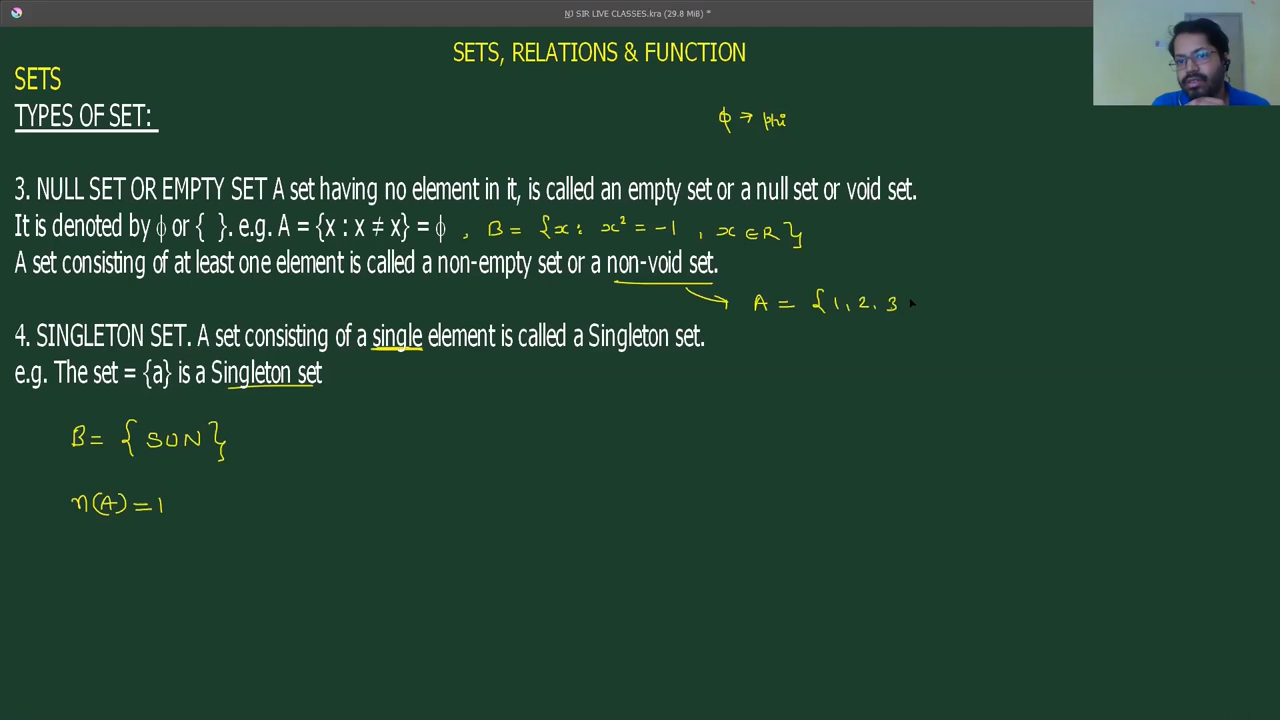 NJ SIR LIVE CLASSES.kra (29.8 MiB) *
SETS, RELATIONS & FUNCTION
SETS
TYPES OF SET:
ϕ → phi
3. NULL SET OR EMPTY SET A set having no element in it, is called an empty set or a null set or void set.
It is denoted by ϕ or { }. e.g. A = {x : x ≠ x} = ϕ , B = {x : x² = -1 , x ∈ R}
A set consisting of at least one element is called a non-empty set or a non-void set.
→ A = {1, 2, 3
4. SINGLETON SET. A set consisting of a single element is called a Singleton set.
e.g. The set = {a} is a Singleton set
B = {SUN}
n(A) = 1